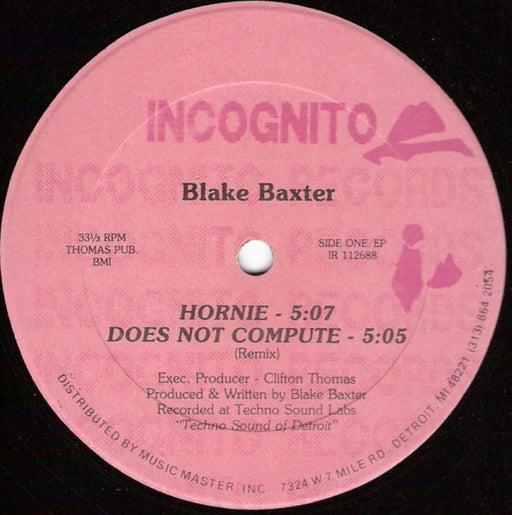 INCOGNITO
INCOGNITO RECORDS
Blake Baxter
33⅓ RPM
THOMAS PUB.
BMI
SIDE ONE/EP
IR 112688
HORNIE - 5:07
DOES NOT COMPUTE - 5:05
(Remix)
Exec. Producer - Clifton Thomas
Produced & Written by Blake Baxter
Recorded at Techno Sound Labs
"Techno Sound of Detroit"
DISTRIBUTED BY MUSIC MASTER, INC 7324 W 7 MILE RD. DETROIT, MI 48221 (313) 864 2054